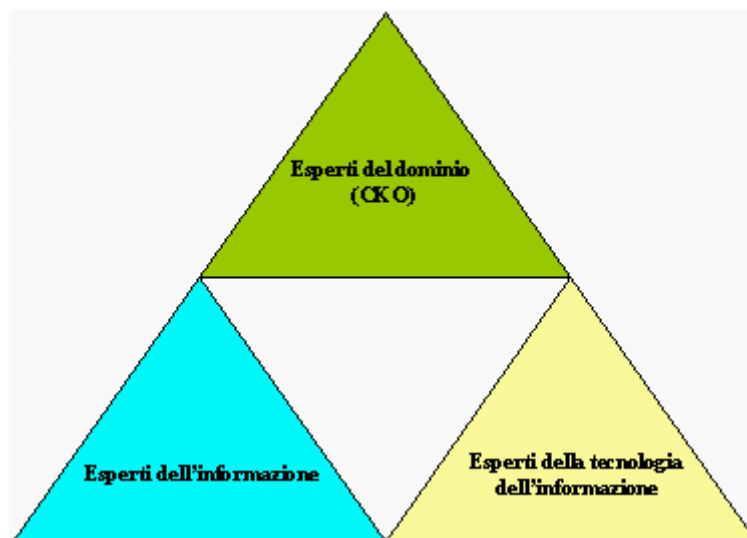 Esperti del dominio
(CKO)
Esperti dell'informazione
Esperti della tecnologia
dell'informazione